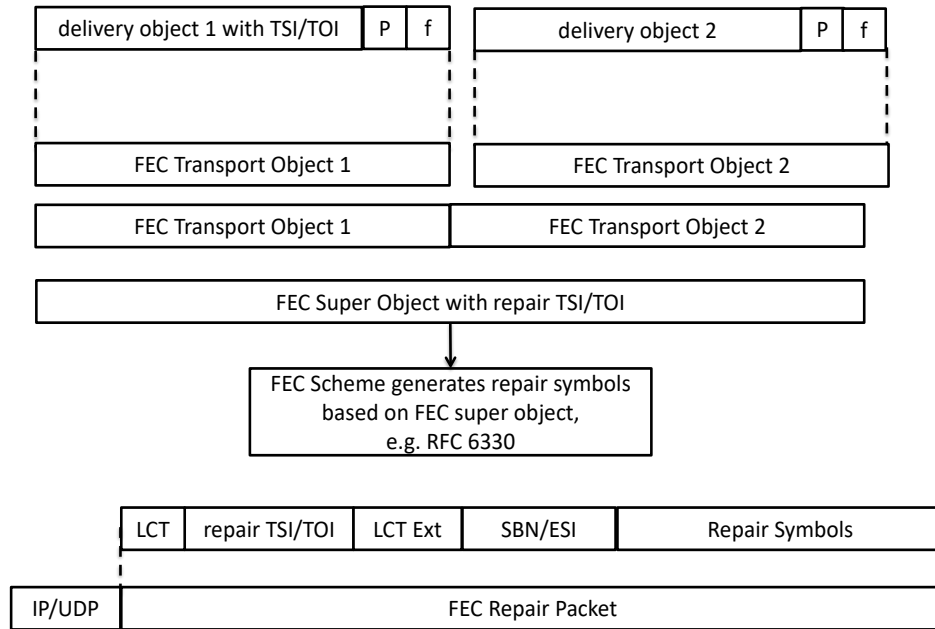 delivery object 1 with TSI/TOI P f delivery object 2 P f
FEC Transport Object 1 FEC Transport Object 2
FEC Transport Object 1 FEC Transport Object 2
FEC Super Object with repair TSI/TOI
FEC Scheme generates repair symbols
based on FEC super object,
e.g. RFC 6330
LCT repair TSI/TOI LCT Ext SBN/ESI Repair Symbols
IP/UDP FEC Repair Packet